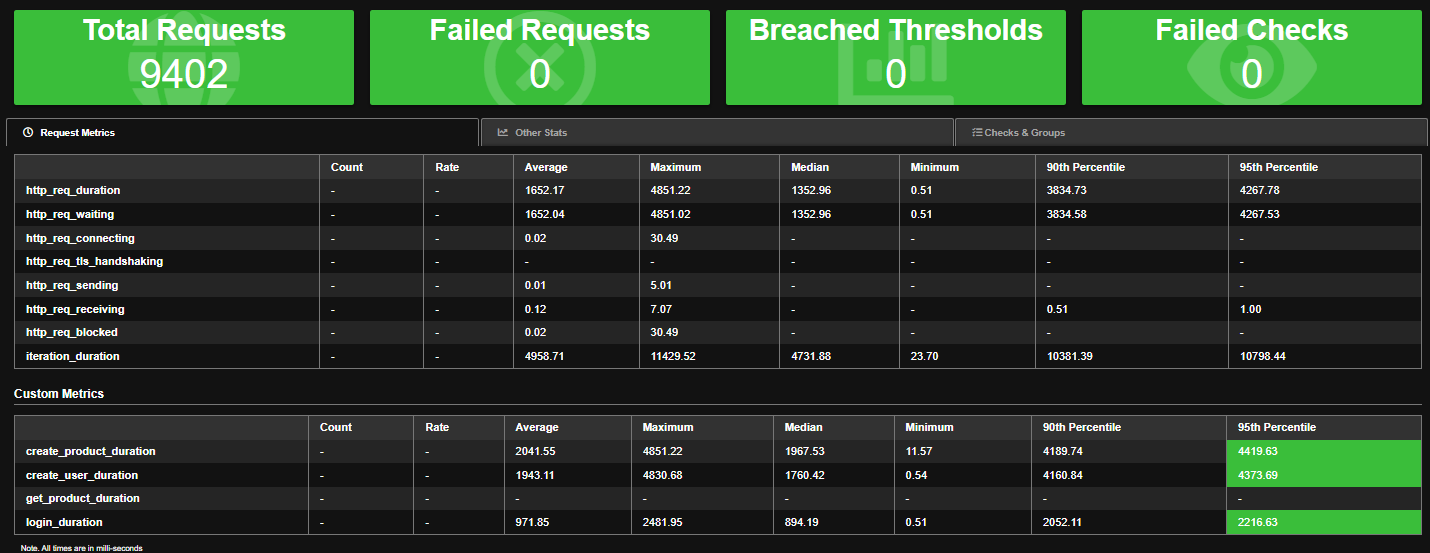 Total Requests Failed Requests Breached Thresholds Failed Checks
9402 0 0 0
Request Metrics Other Stats Checks & Groups
Count Rate Average Maximum Median Minimum 90th Percentile 95th Percentile
http_req_duration - - 1652.17 4851.22 1352.96 0.51 3834.73 4267.78
http_req_waiting - - 1652.04 4851.02 1352.96 0.51 3834.58 4267.53
http_req_connecting - - 0.02 30.49 - - - -
http_req_tls_handshaking - - - - - - - -
http_req_sending - - 0.01 5.01 - - - -
http_req_receiving - - 0.12 7.07 - - 0.51 1.00
http_req_blocked - - 0.02 30.49 - - - -
iteration_duration - - 4958.71 11429.52 4731.88 23.70 10381.39 10798.44
Custom Metrics
Count Rate Average Maximum Median Minimum 90th Percentile 95th Percentile
create_product_duration - - 2041.55 4851.22 1967.53 11.57 4189.74 4419.63
create_user_duration - - 1943.11 4830.68 1760.42 0.54 4160.84 4373.69
get_product_duration - - - - - - - -
login_duration - - 971.85 2481.95 894.19 0.51 2052.11 2216.63
Note. All times are in milli-seconds